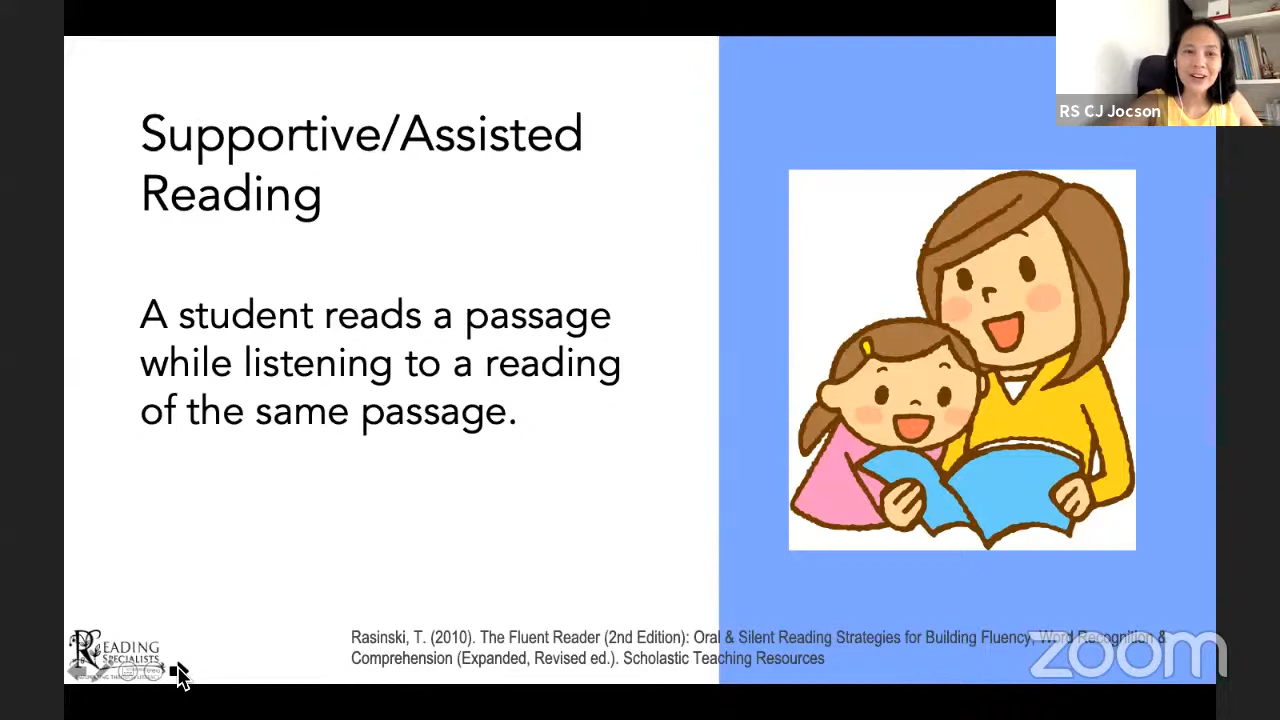 RS CJ Jocson
Supportive/Assisted
Reading
A student reads a passage
while listening to a reading
of the same passage.
READING
SPECIALISTS
Rasinski, T. (2010). The Fluent Reader (2nd Edition): Oral & Silent Reading Strategies for Building Fluency, Word Recognition &
Comprehension (Expanded, Revised ed.). Scholastic Teaching Resources
zoom